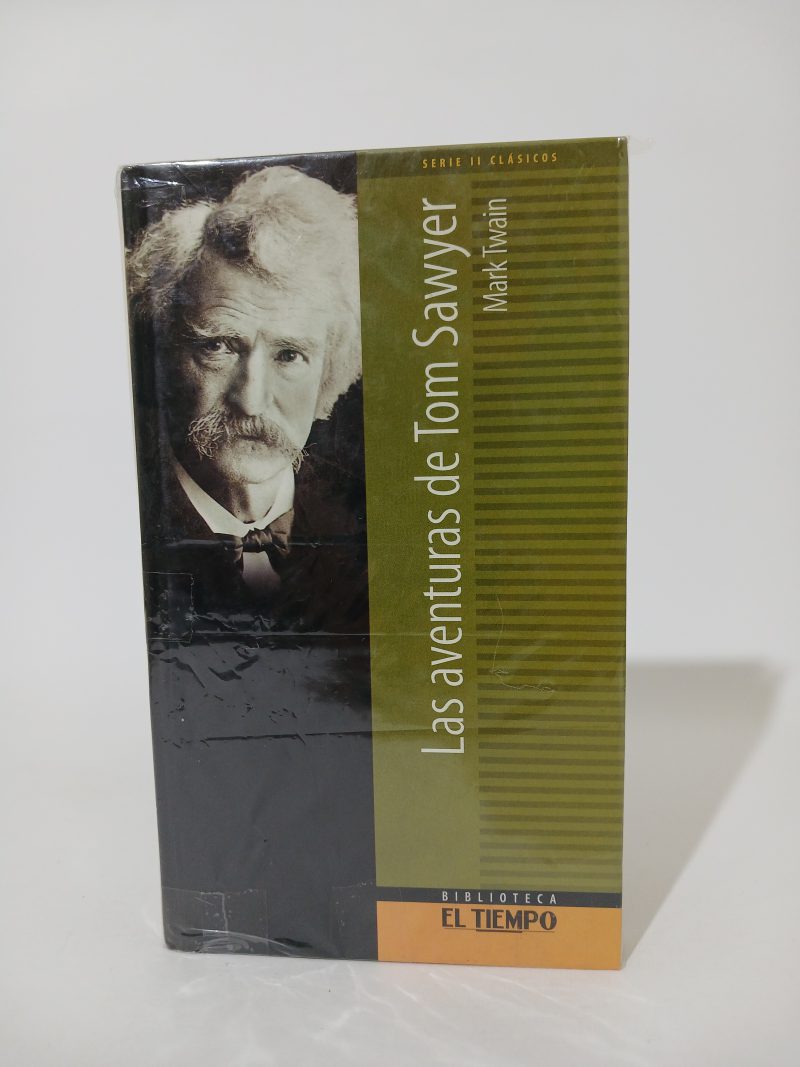 SERIE II CLÁSICOS
Las aventuras de Tom Sawyer
Mark Twain
BIBLIOTECA
EL TIEMPO